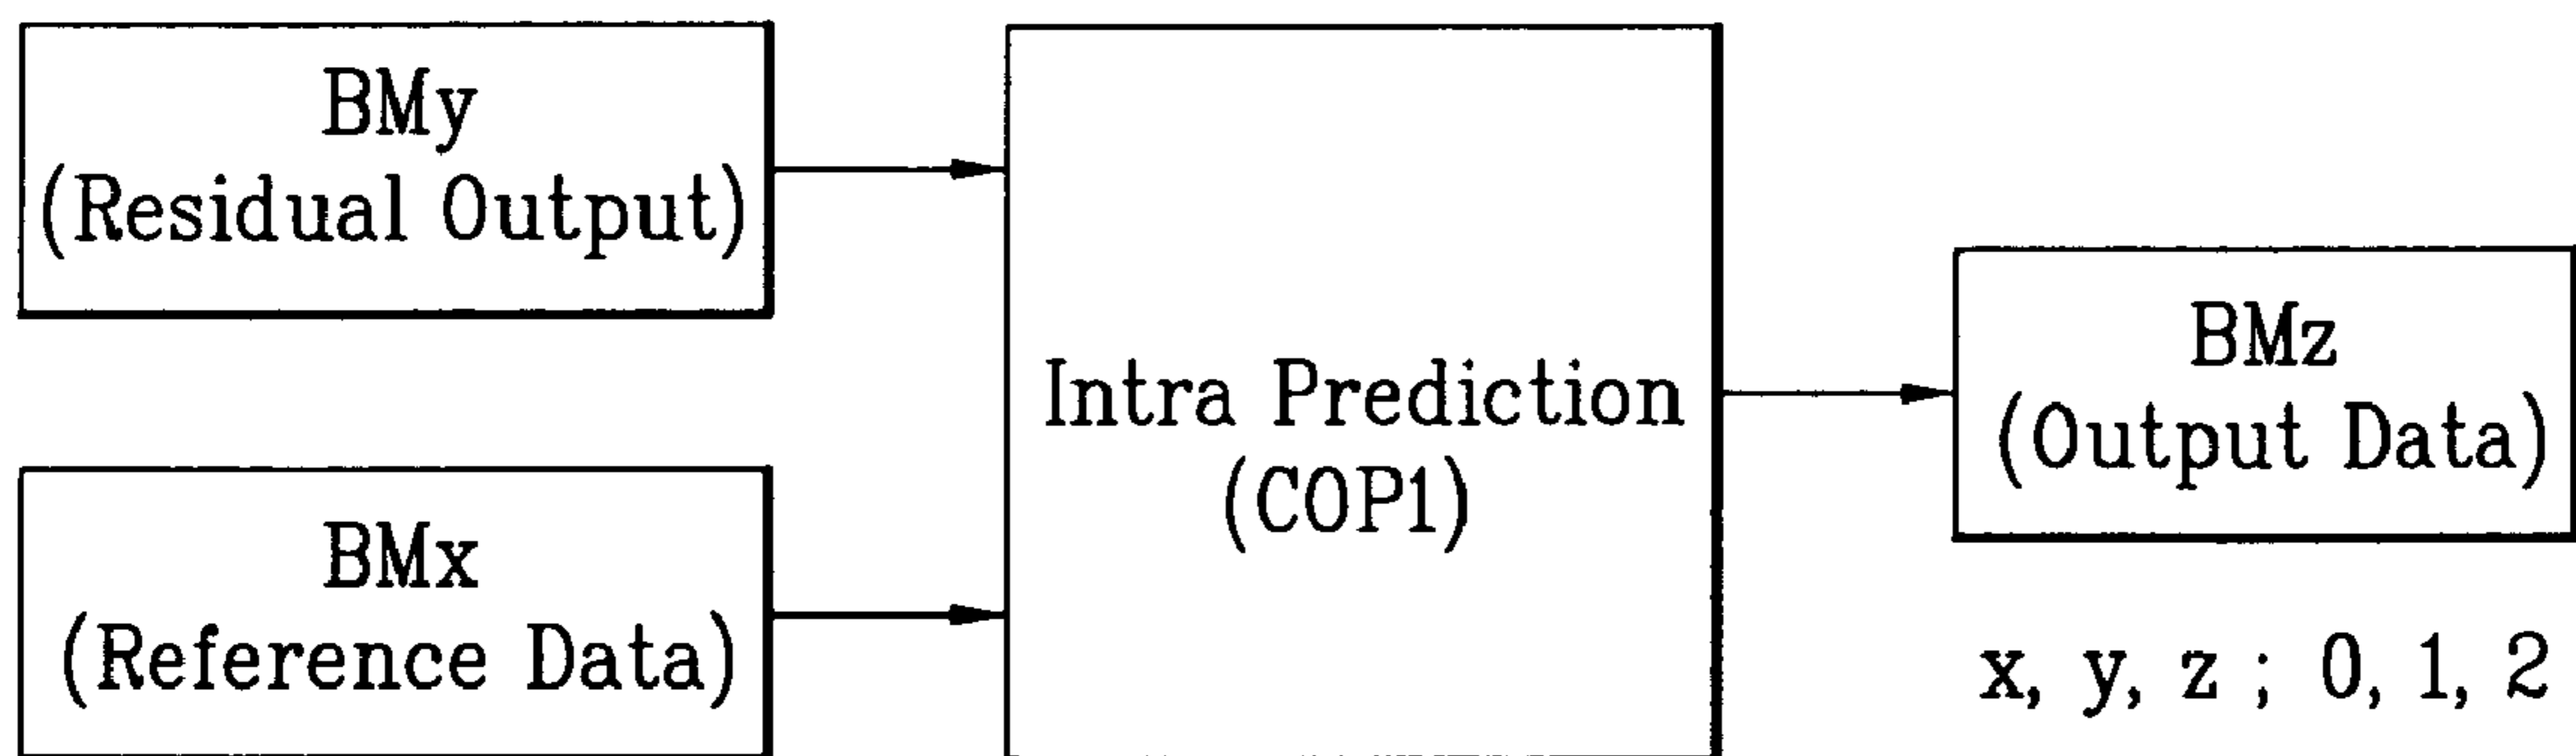 BMy
(Residual Output)
BMx
(Reference Data)
Intra Prediction
(COP1)
BMz
(Output Data)
x, y, z ; 0, 1, 2